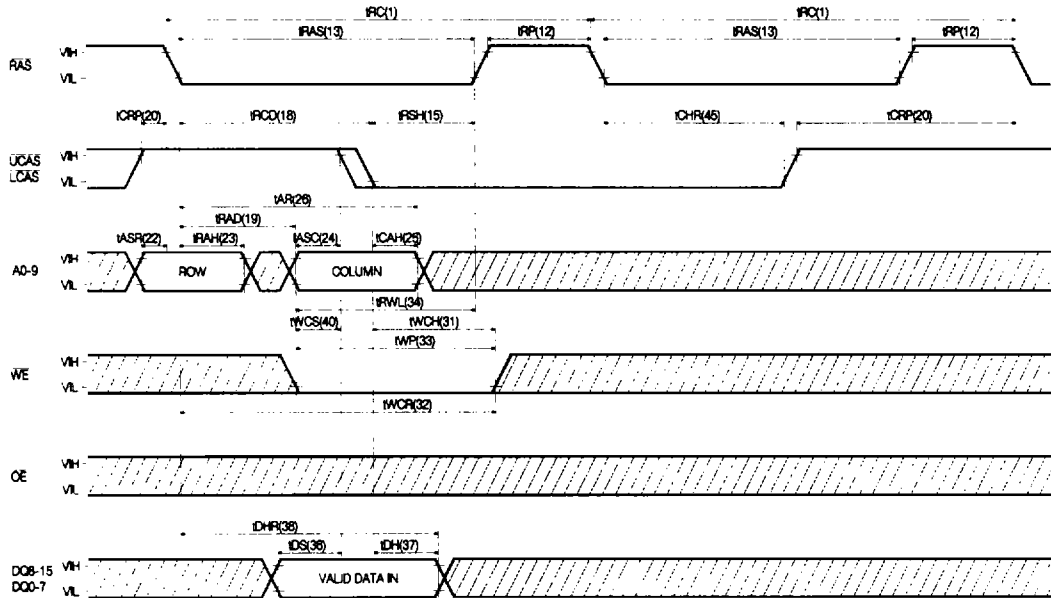 tRC(1) tRC(1)
tRAS(13) tRP(12) tRAS(13) tRP(12)
RAS VIH
VIL
tCRP(20) tRCD(18) tRSH(15) tCHR(45) tCRP(20)
UCAS VIH
LCAS VIL
tAR(26)
tRAD(19)
tASR(22) tRAH(23) tASC(24) tCAH(25)
A0-9 VIH ROW COLUMN
VIL
tRWL(34)
tWCS(40) tWCH(31)
tWP(33)
WE VIH
VIL
tWCR(32)
OE VIH
VIL
tDHR(38)
tDS(36) tDH(37)
DQ8-15 VIH VALID DATA IN
DQ0-7 VIL